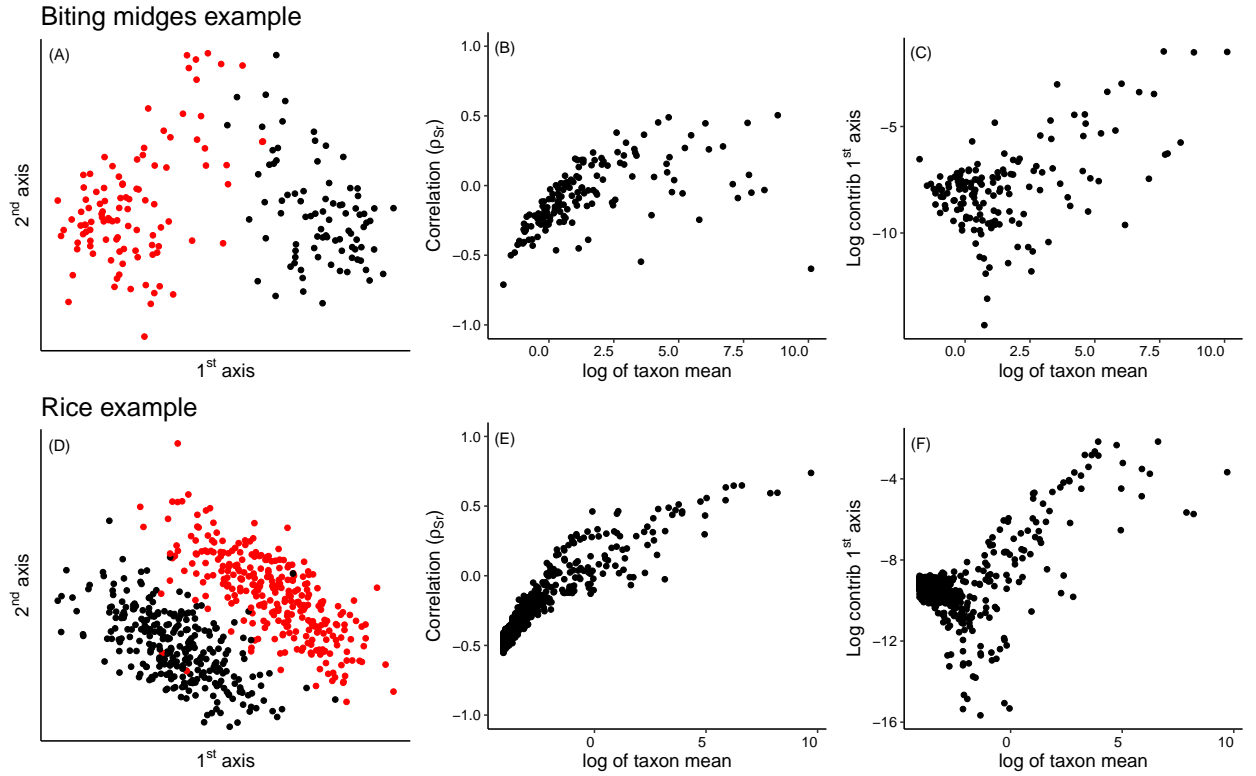 Biting midges example
(A)
2nd axis
1st axis
(B)
1.0
0.5
0.0
−0.5
−1.0
Correlation (ρSr)
0.0 2.5 5.0 7.5 10.0
log of taxon mean
(C)
−5
−10
Log contrib 1st axis
0.0 2.5 5.0 7.5 10.0
log of taxon mean
Rice example
(D)
2nd axis
1st axis
(E)
1.0
0.5
0.0
−0.5
−1.0
Correlation (ρSr)
0 5 10
log of taxon mean
(F)
−4
−8
−12
−16
Log contrib 1st axis
0 5 10
log of taxon mean